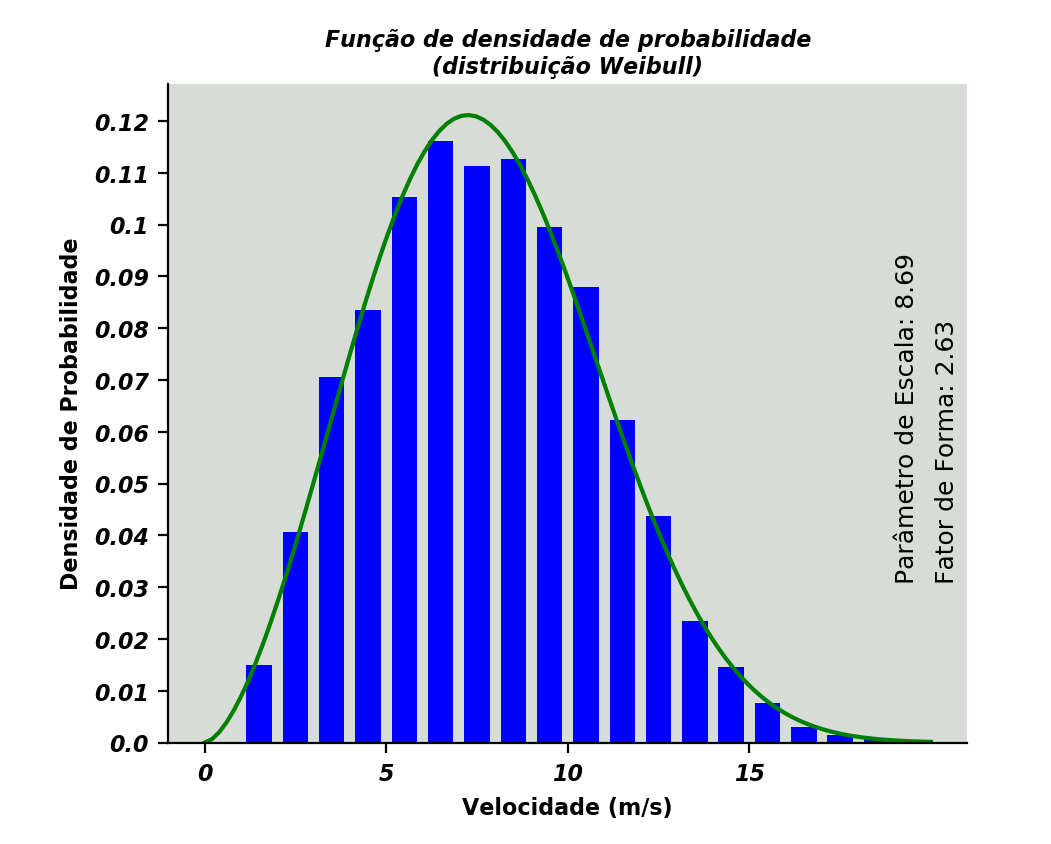 Função de densidade de probabilidade
(distribuição Weibull)
Densidade de Probabilidade
0.12
0.11
0.1
0.09
0.08
0.07
0.06
0.05
0.04
0.03
0.02
0.01
0.0
Parâmetro de Escala: 8.69
Fator de Forma: 2.63
0 5 10 15
Velocidade (m/s)